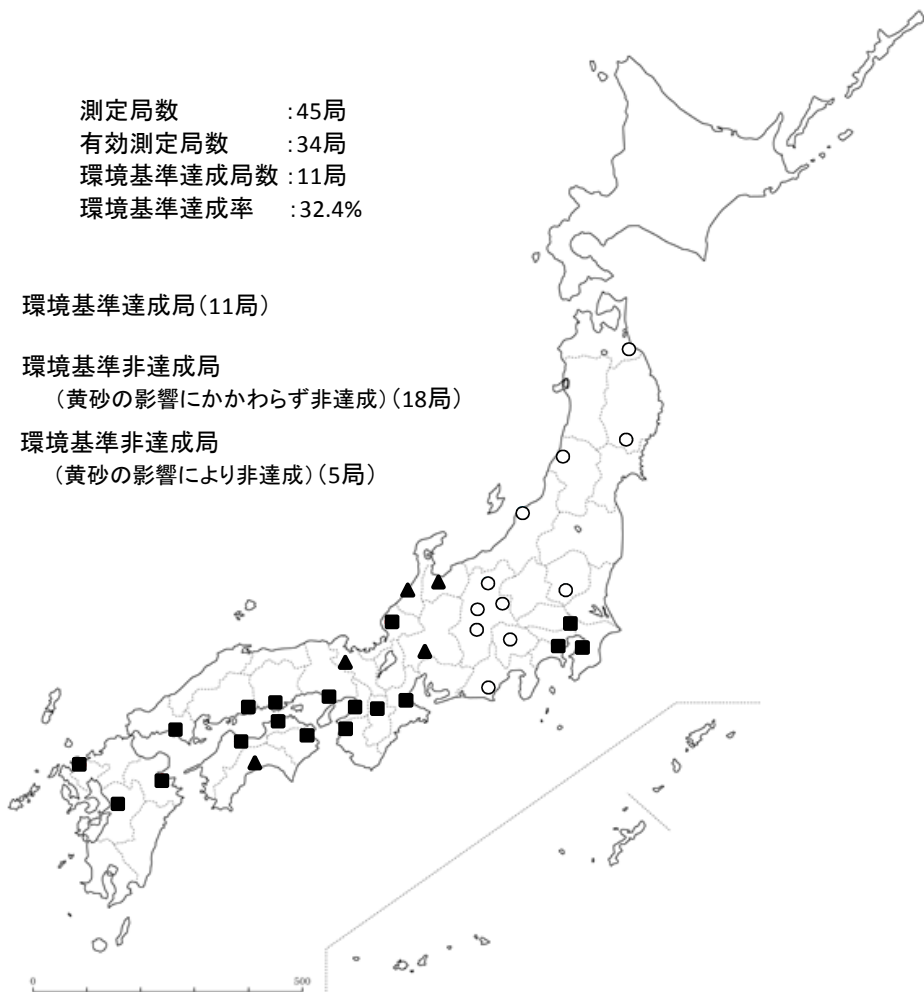 測定局数 :45局
有効測定局数 :34局
環境基準達成局数 :11局
環境基準達成率 :32.4%
環境基準達成局(11局)
環境基準非達成局
(黄砂の影響にかかわらず非達成)(18局)
環境基準非達成局
(黄砂の影響により非達成)(5局)
0 500